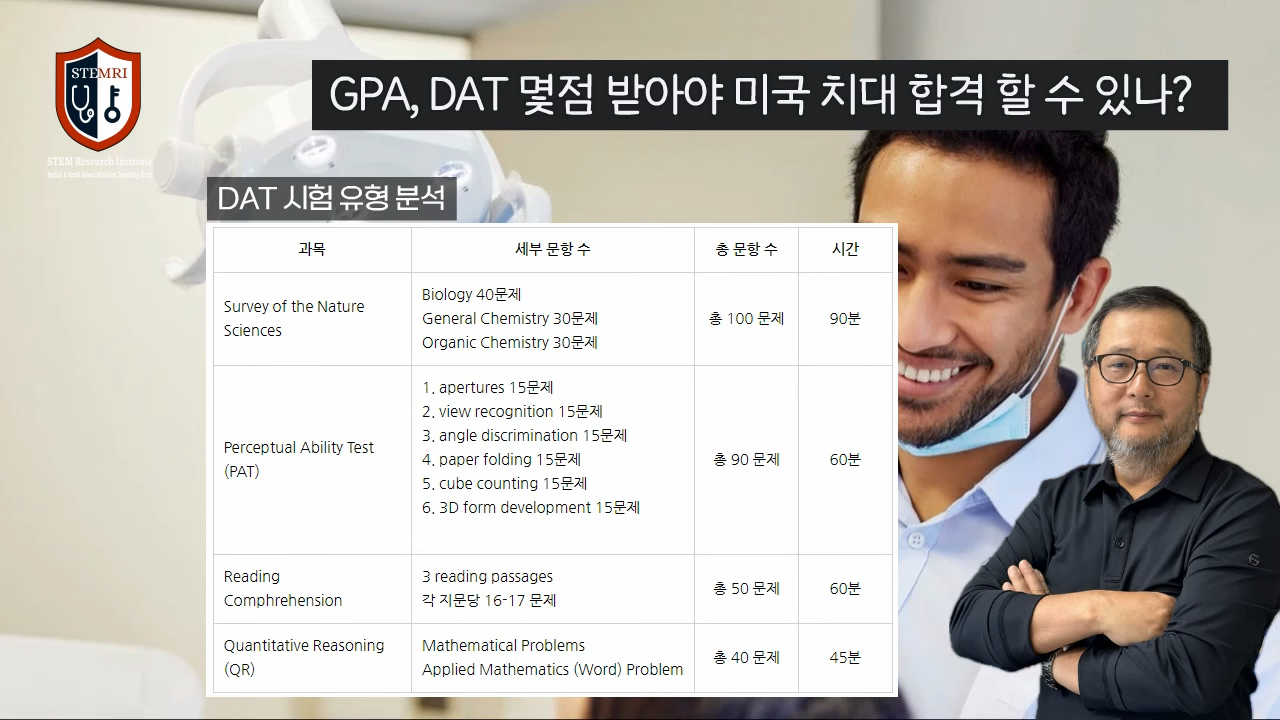 STEMRI
STEM Research Institute
GPA, DAT 몇점 받아야 미국 치대 합격 할 수 있나?
DAT 시험 유형 분석
과목 세부 문항 수 총 문항 수 시간
Survey of the Nature
Sciences
Biology 40문제
General Chemistry 30문제
Organic Chemistry 30문제
총 100 문제
90분
Perceptual Ability Test
(PAT)
1. apertures 15문제
2. view recognition 15문제
3. angle discrimination 15문제
4. paper folding 15문제
5. cube counting 15문제
6. 3D form development 15문제
총 90 문제
60분
Reading
Comphrehension
3 reading passages
각 지문당 16-17 문제
총 50 문제
60분
Quantitative Reasoning
(QR)
Mathematical Problems
Applied Mathematics (Word) Problem
총 40 문제
45분